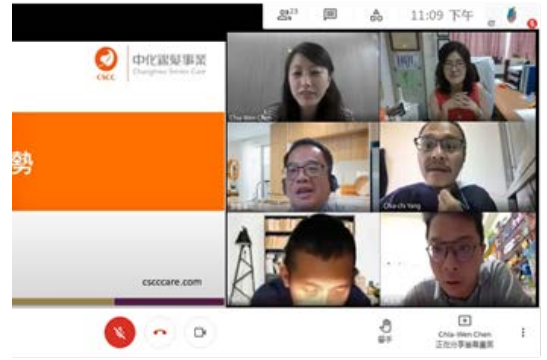 23
11:09 下午
CSCC
中化銀髮事業
Chunghwa Senior Care
勢
cscccare.com
Chia-Wen Chen
Chia-chi Yang
舉手
Chia-Wen Chen
正在分享螢幕畫面